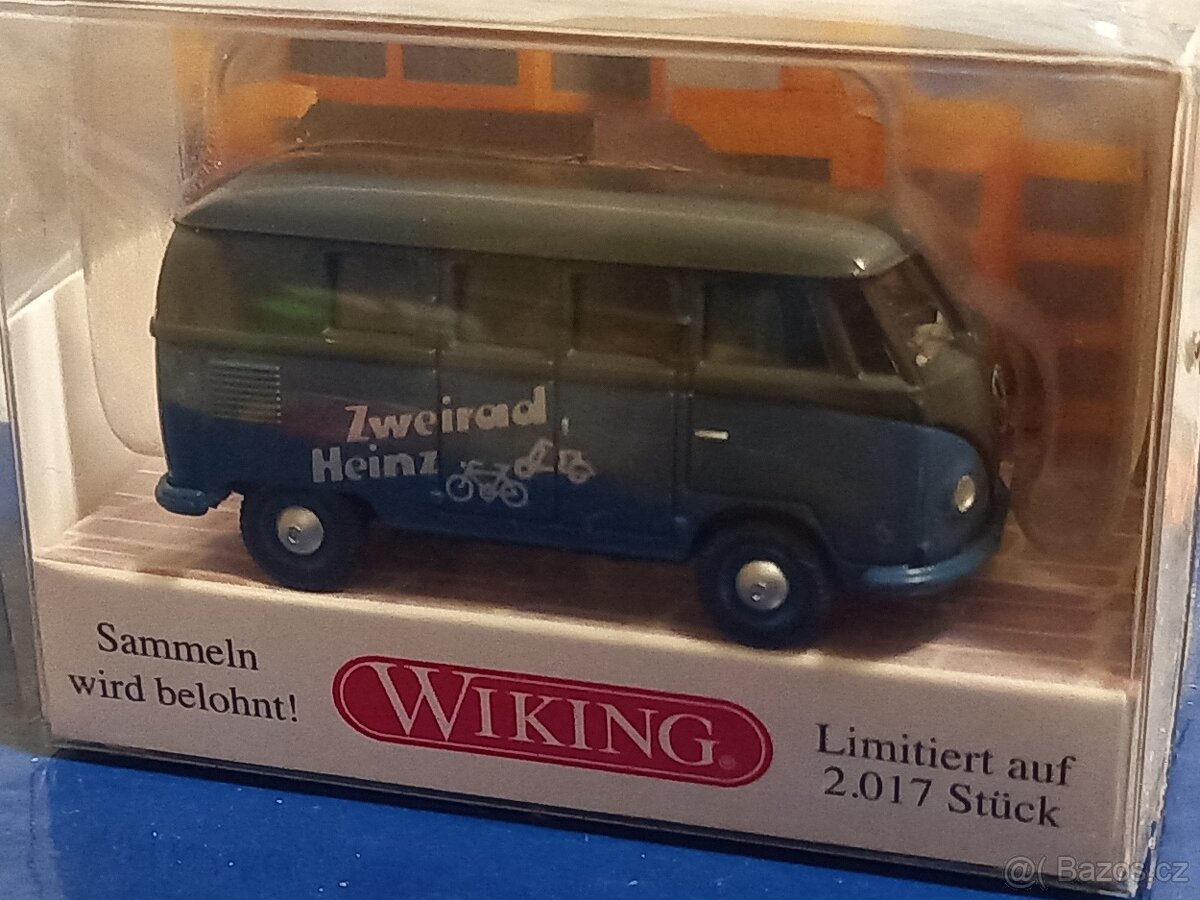 Zweirad
Heinz
Sammeln
wird belohnt!
WIKING
Limitiert auf
2.017 Stück
@( Bazos.cz